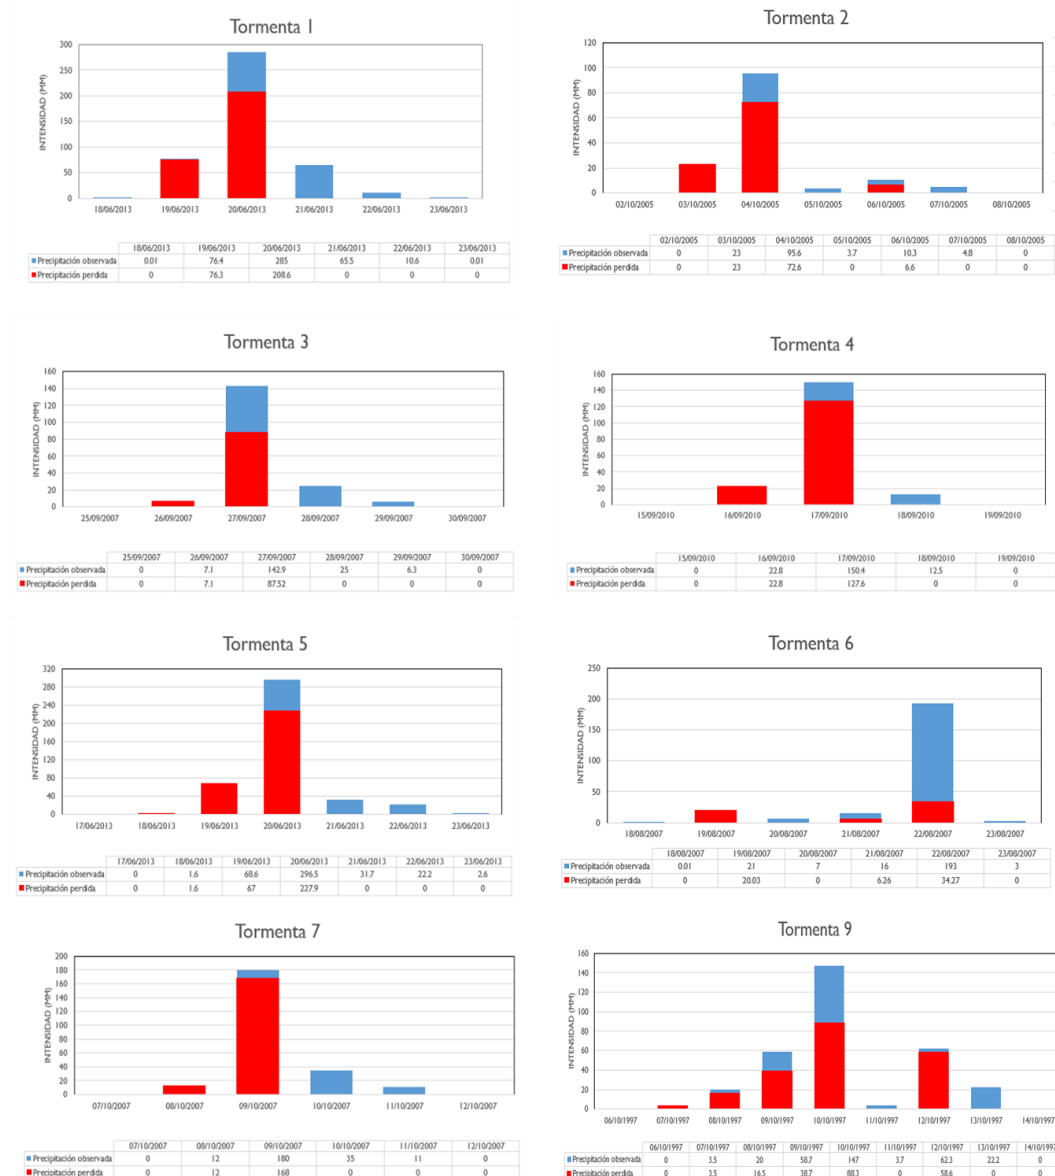 Tormenta 1
300
250
200
150
100
50
0
INTENSIDAD (MM)
18/06/2013 19/06/2013 20/06/2013 21/06/2013 22/06/2013 23/06/2013
18/06/2013 19/06/2013 20/06/2013 21/06/2013 22/06/2013 23/06/2013
Precipitación observada 0.01 76.4 285 65.5 10.6 0.01
Precipitación perdida 0 76.3 208.6 0 0 0
Tormenta 2
120
100
80
60
40
20
0
INTENSIDAD (MM)
02/10/2005 03/10/2005 04/10/2005 05/10/2005 06/10/2005 07/10/2005 08/10/2005
02/10/2005 03/10/2005 04/10/2005 05/10/2005 06/10/2005 07/10/2005 08/10/2005
Precipitación observada 0 23 95.6 3.7 10.3 4.8 0
Precipitación perdida 0 23 72.6 0 6.6 0 0
Tormenta 3
160
140
120
100
80
60
40
20
0
INTENSIDAD (MM)
25/09/2007 26/09/2007 27/09/2007 28/09/2007 29/09/2007 30/09/2007
25/09/2007 26/09/2007 27/09/2007 28/09/2007 29/09/2007 30/09/2007
Precipitación observada 0 7.1 142.9 25 6.3 0
Precipitación perdida 0 7.1 87.52 0 0 0
Tormenta 4
160
140
120
100
80
60
40
20
0
INTENSIDAD (MM)
15/09/2010 16/09/2010 17/09/2010 18/09/2010 19/09/2010
15/09/2010 16/09/2010 17/09/2010 18/09/2010 19/09/2010
Precipitación observada 0 22.8 150.4 12.5 0
Precipitación perdida 0 22.8 127.6 0 0
Tormenta 5
320
280
240
200
160
120
80
40
0
INTENSIDAD (MM)
17/06/2013 18/06/2013 19/06/2013 20/06/2013 21/06/2013 22/06/2013 23/06/2013
17/06/2013 18/06/2013 19/06/2013 20/06/2013 21/06/2013 22/06/2013 23/06/2013
Precipitación observada 0 1.6 68.6 296.5 31.7 22.2 2.6
Precipitación perdida 0 1.6 67 227.9 0 0 0
Tormenta 6
250
200
150
100
50
0
INTENSIDAD (MM)
18/08/2007 19/08/2007 20/08/2007 21/08/2007 22/08/2007 23/08/2007
18/08/2007 19/08/2007 20/08/2007 21/08/2007 22/08/2007 23/08/2007
Precipitación observada 0.01 21 7 16 193 3
Precipitación perdida 0 20.03 0 6.26 34.27 0
Tormenta 7
200
180
160
140
120
100
80
60
40
20
0
INTENSIDAD (MM)
07/10/2007 08/10/2007 09/10/2007 10/10/2007 11/10/2007 12/10/2007
07/10/2007 08/10/2007 09/10/2007 10/10/2007 11/10/2007 12/10/2007
Precipitación observada 0 12 180 35 11 0
Precipitación perdida 0 12 168 0 0 0
Tormenta 9
160
140
120
100
80
60
40
20
0
INTENSIDAD (MM)
06/10/1997 07/10/1997 08/10/1997 09/10/1997 10/10/1997 11/10/1997 12/10/1997 13/10/1997 14/10/1997
06/10/1997 07/10/1997 08/10/1997 09/10/1997 10/10/1997 11/10/1997 12/10/1997 13/10/1997 14/10/1997
Precipitación observada 0 3.5 20 58.7 147 3.7 62.3 22.2 0
Precipitación perdida 0 3.5 16.5 38.7 88.3 0 58.6 0 0